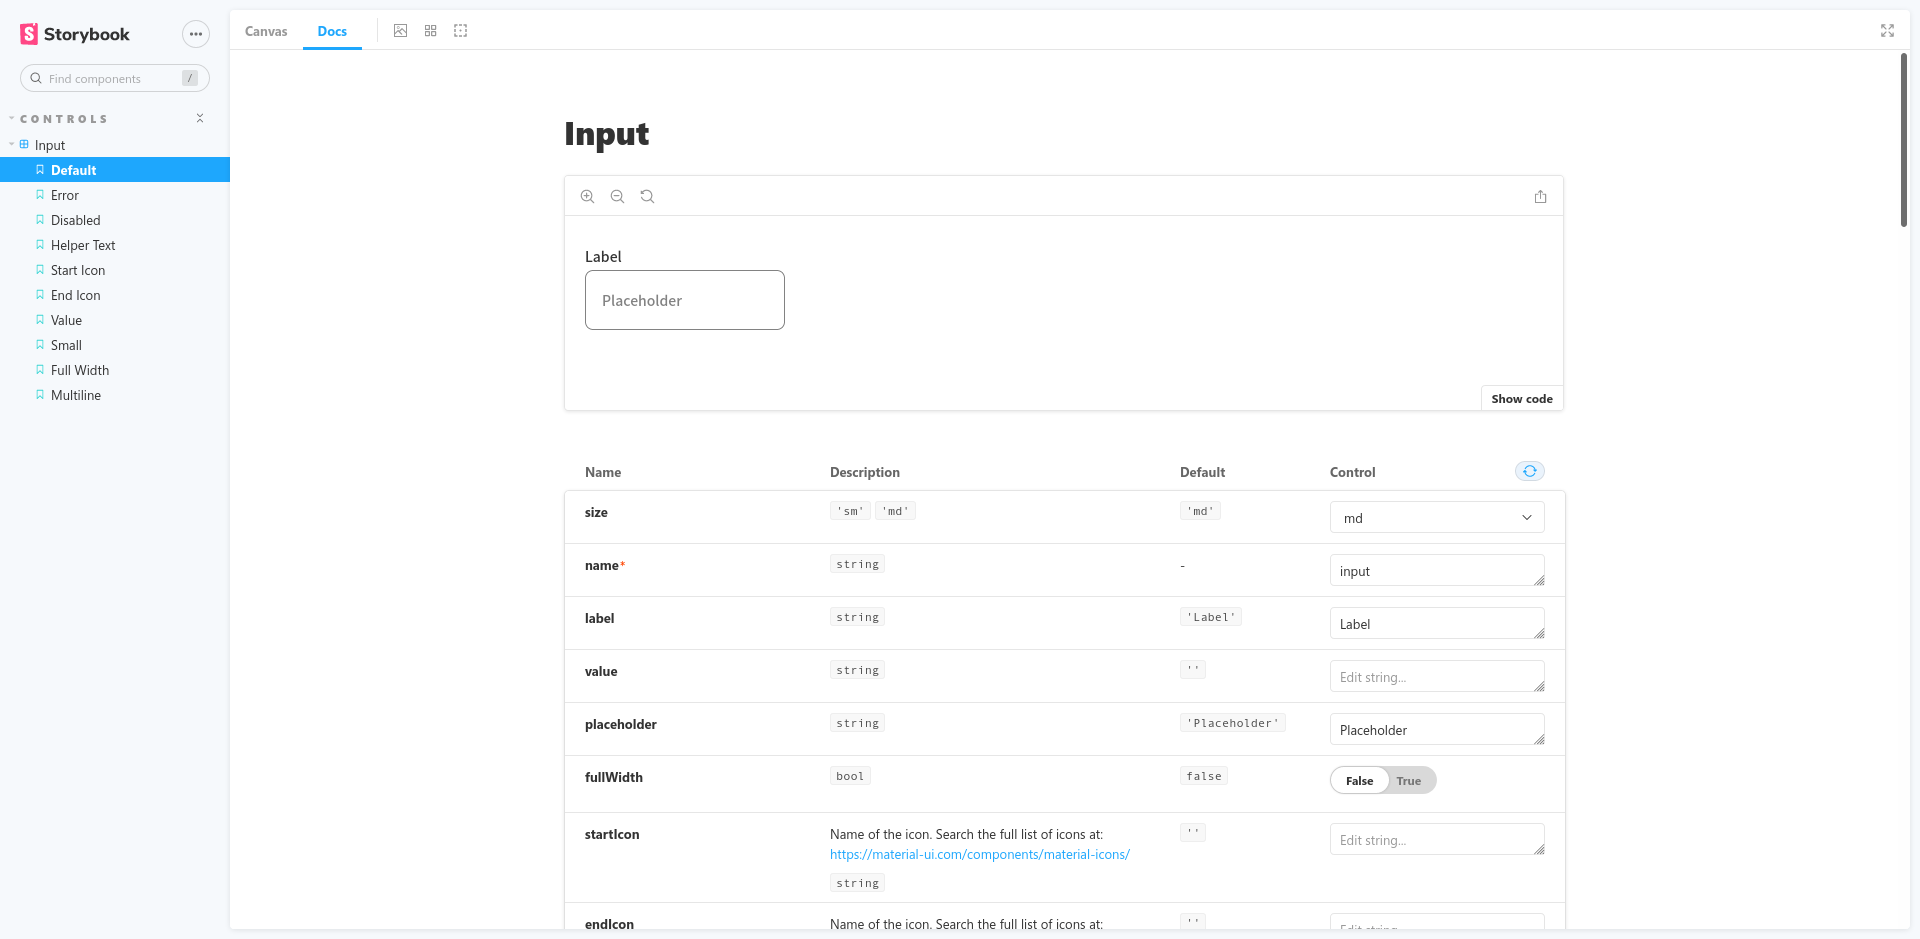 Storybook
Find components /
CONTROLS
Input
Default
Error
Disabled
Helper Text
Start Icon
End Icon
Value
Small
Full Width
Multiline
Canvas Docs
Input
Label
Placeholder
Show code
Name Description Default Control
size 'sm' 'md' 'md' md
name* string - input
label string 'Label' Label
value string '' Edit string...
placeholder string 'Placeholder' Placeholder
fullWidth bool false False True
startIcon Name of the icon. Search the full list of icons at: '' Edit string...
https://material-ui.com/components/material-icons/
string
endIcon Name of the icon. Search the full list of icons at: '' Edit string...